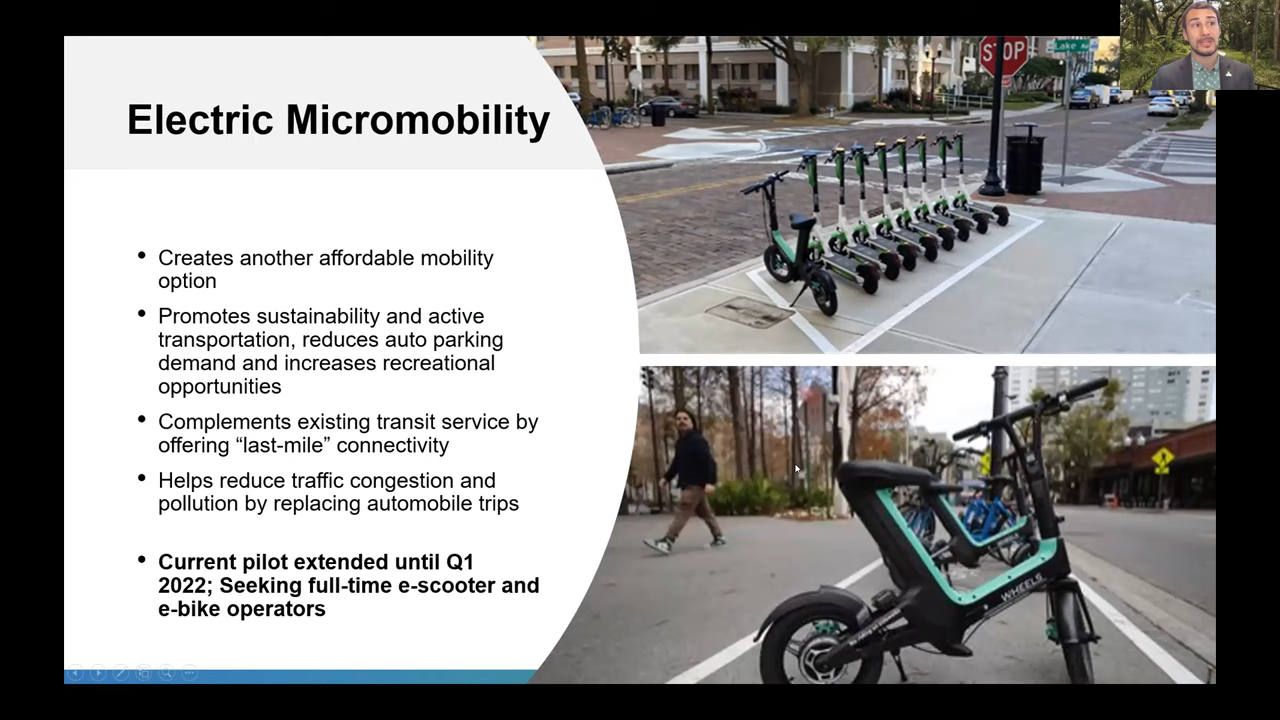 Electric Micromobility
• Creates another affordable mobility
option
• Promotes sustainability and active
transportation, reduces auto parking
demand and increases recreational
opportunities
• Complements existing transit service by
offering “last-mile” connectivity
• Helps reduce traffic congestion and
pollution by replacing automobile trips
• Current pilot extended until Q1
2022; Seeking full-time e-scooter and
e-bike operators
STOP
Lake Av
WHEELS